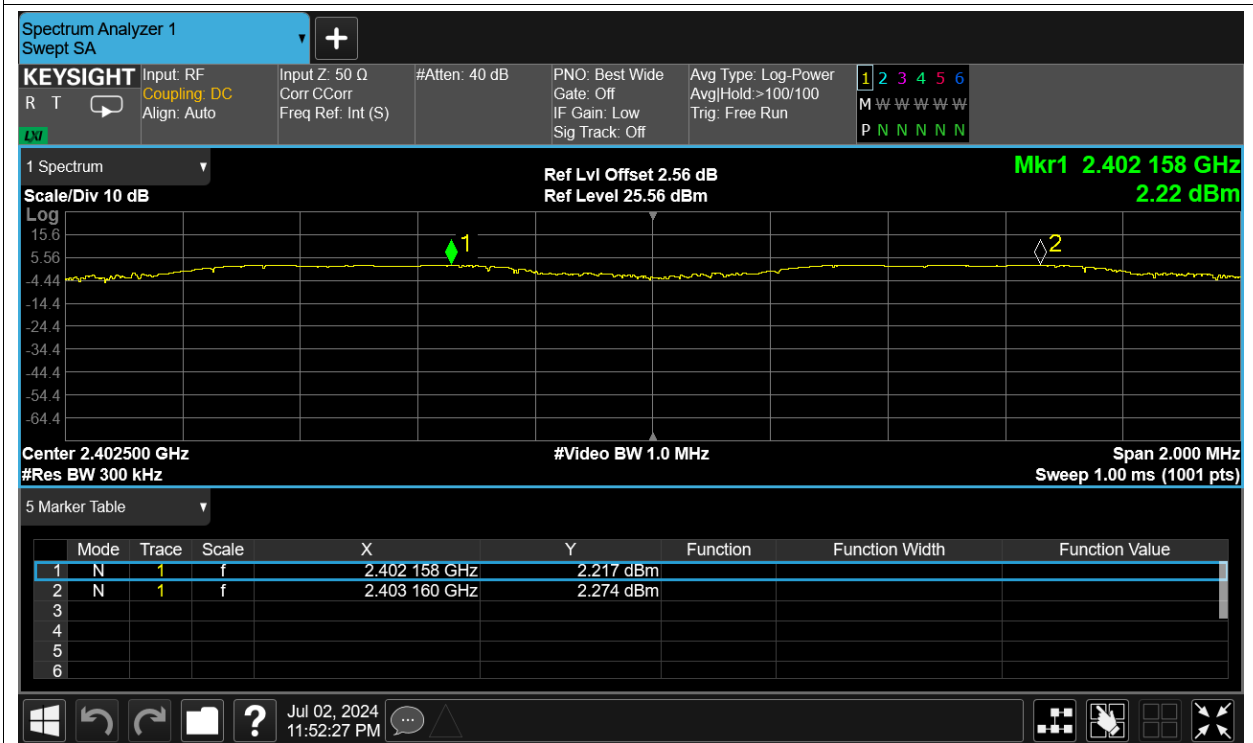 Spectrum Analyzer 1
Swept SA
+
KEYSIGHT Input: RF Input Z: 50 Ω #Atten: 40 dB PNO: Best Wide Avg Type: Log-Power 1 2 3 4 5 6
R T Coupling: DC Corr CCorr Gate: Off Avg|Hold:>100/100 M W W W W W W
Align: Auto Freq Ref: Int (S) IF Gain: Low Trig: Free Run
LXI Sig Track: Off P N N N N N N
1 Spectrum Ref Lvl Offset 2.56 dB Mkr1 2.402 158 GHz
Scale/Div 10 dB Ref Level 25.56 dBm 2.22 dBm
Log
15.6
1 2
5.56
-4.44
-14.4
-24.4
-34.4
-44.4
-54.4
-64.4
Center 2.402500 GHz #Video BW 1.0 MHz Span 2.000 MHz
#Res BW 300 kHz Sweep 1.00 ms (1001 pts)
5 Marker Table
Mode Trace Scale X Y Function Function Width Function Value
1 N 1 f 2.402 158 GHz 2.217 dBm
2 N 1 f 2.403 160 GHz 2.274 dBm
3
4
5
6
? Jul 02, 2024
11:52:27 PM